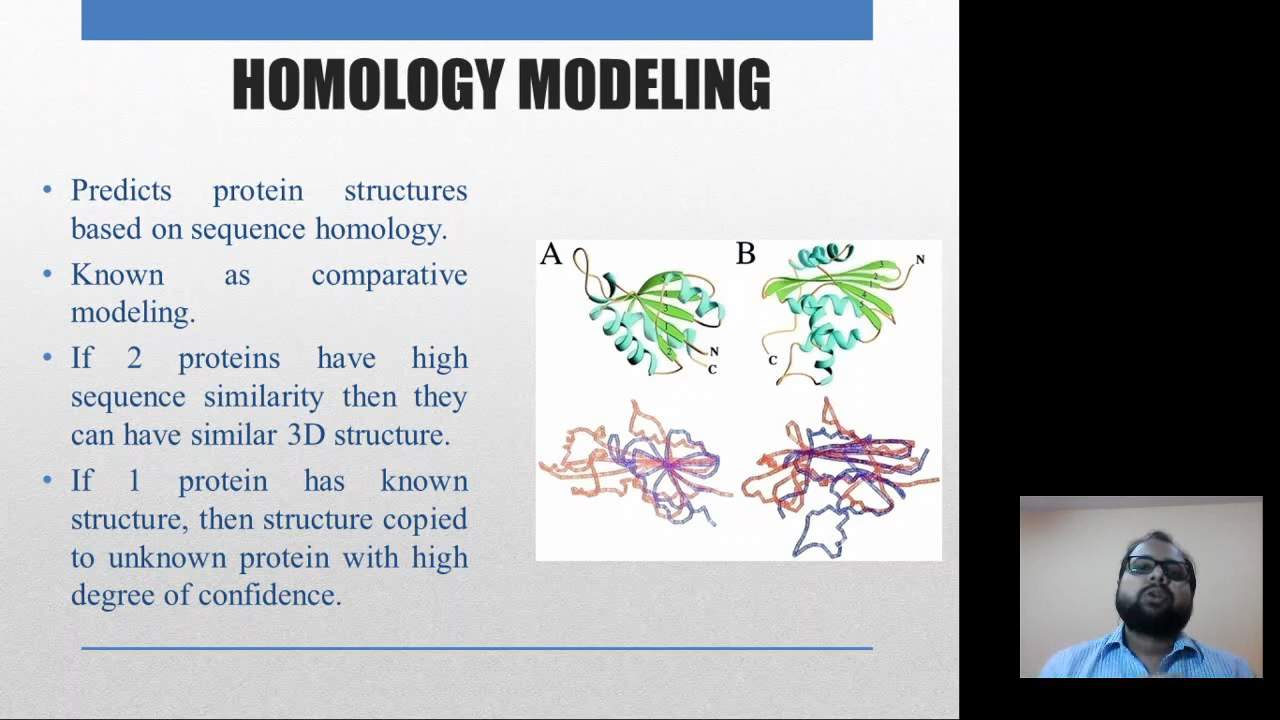 HOMOLOGY MODELING
• Predicts protein structures
based on sequence homology.
• Known as comparative
modeling.
• If 2 proteins have high
sequence similarity then they
can have similar 3D structure.
• If 1 protein has known
structure, then structure copied
to unknown protein with high
degree of confidence.
A
B
N
C
N
C